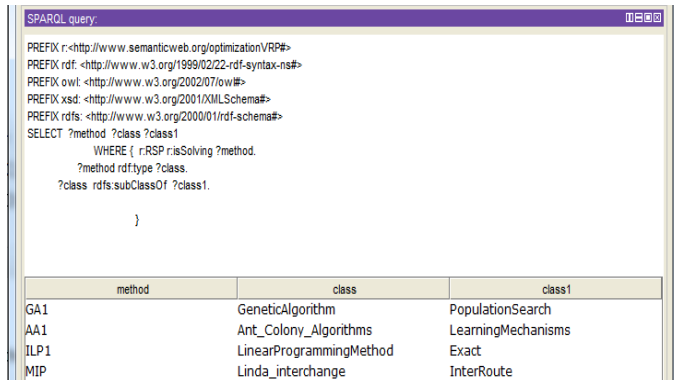 SPARQL query:
PREFIX r:<http://www.semanticweb.org/optimizationVRP#>
PREFIX rdf: <http://www.w3.org/1999/02/22-rdf-syntax-ns#>
PREFIX owl: <http://www.w3.org/2002/07/owl#>
PREFIX xsd: <http://www.w3.org/2001/XMLSchema#>
PREFIX rdfs: <http://www.w3.org/2000/01/rdf-schema#>
SELECT ?method ?class ?class1
WHERE { r:RSP r:isSolving ?method.
?method rdf:type ?class.
?class rdfs:subClassOf ?class1.
}
method class class1
GA1 GeneticAlgorithm PopulationSearch
AA1 Ant_Colony_Algorithms LearningMechanisms
ILP1 LinearProgrammingMethod Exact
MIP Linda_interchange InterRoute